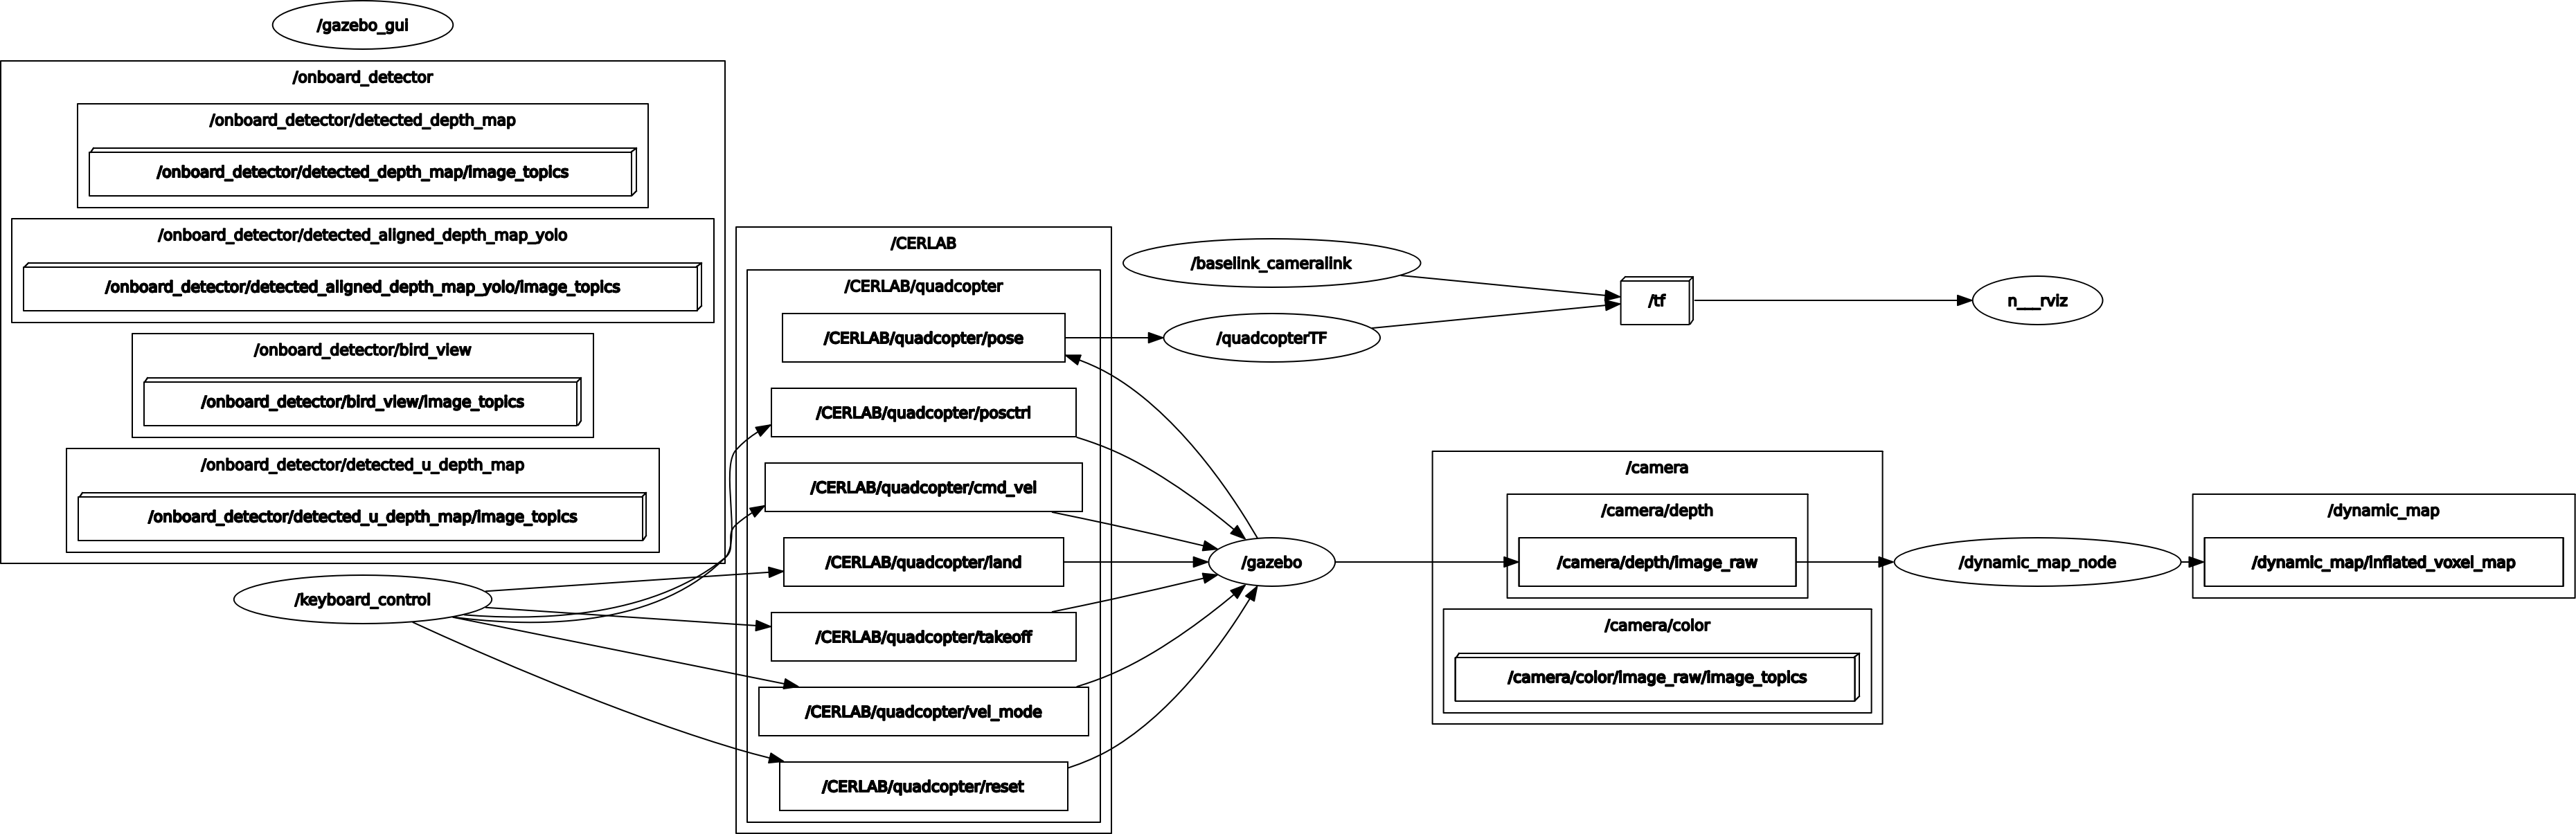 /gazebo_gui
/onboard_detector
/onboard_detector/detected_depth_map
/onboard_detector/detected_depth_map/image_topics
/onboard_detector/detected_aligned_depth_map_yolo
/onboard_detector/detected_aligned_depth_map_yolo/image_topics
/onboard_detector/bird_view
/onboard_detector/bird_view/image_topics
/onboard_detector/detected_u_depth_map
/onboard_detector/detected_u_depth_map/image_topics
/keyboard_control
/CERLAB
/CERLAB/quadcopter
/CERLAB/quadcopter/pose
/CERLAB/quadcopter/posctrl
/CERLAB/quadcopter/cmd_vel
/CERLAB/quadcopter/land
/CERLAB/quadcopter/takeoff
/CERLAB/quadcopter/vel_mode
/CERLAB/quadcopter/reset
/baselink_cameralink
/quadcopterTF
/gazebo
/tf
n___rviz
/camera
/camera/depth
/camera/depth/image_raw
/camera/color
/camera/color/image_raw/image_topics
/dynamic_map_node
/dynamic_map
/dynamic_map/inflated_voxel_map